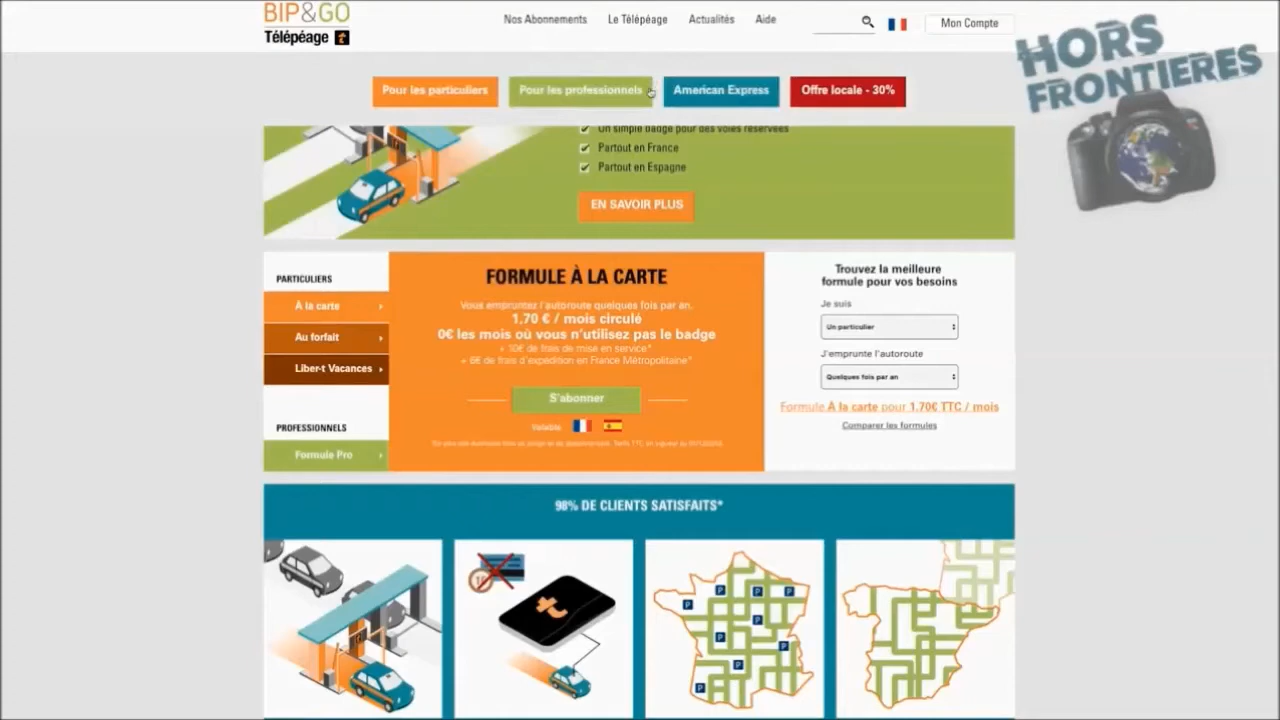 BIP&GO
Télépéage
Nos Abonnements
Le Télépéage
Actualités
Aide
Mon Compte
HORS
FRONTIERES
Pour les particuliers
Pour les professionnels
American Express
Offre locale - 30%
Un simple badge pour des voies réservées
Partout en France
Partout en Espagne
EN SAVOIR PLUS
PARTICULIERS
À la carte
Au forfait
Liber-t Vacances
PROFESSIONNELS
Formule Pro
FORMULE À LA CARTE
Vous empruntez l'autoroute quelques fois par an.
1,70 € / mois circulé
0€ les mois où vous n'utilisez pas le badge
+ 10€ de frais de mise en service*
+ 6€ de frais d'expédition en France Métropolitaine*
S'abonner
Valable
Trouvez la meilleure
formule pour vos besoins
Je suis
Un particulier
J'emprunte l'autoroute
Quelques fois par an
Formule À la carte pour 1.70€ TTC / mois
Comparer les formules
98% DE CLIENTS SATISFAITS*
t
P
P
P
P
P
P
P
P
P